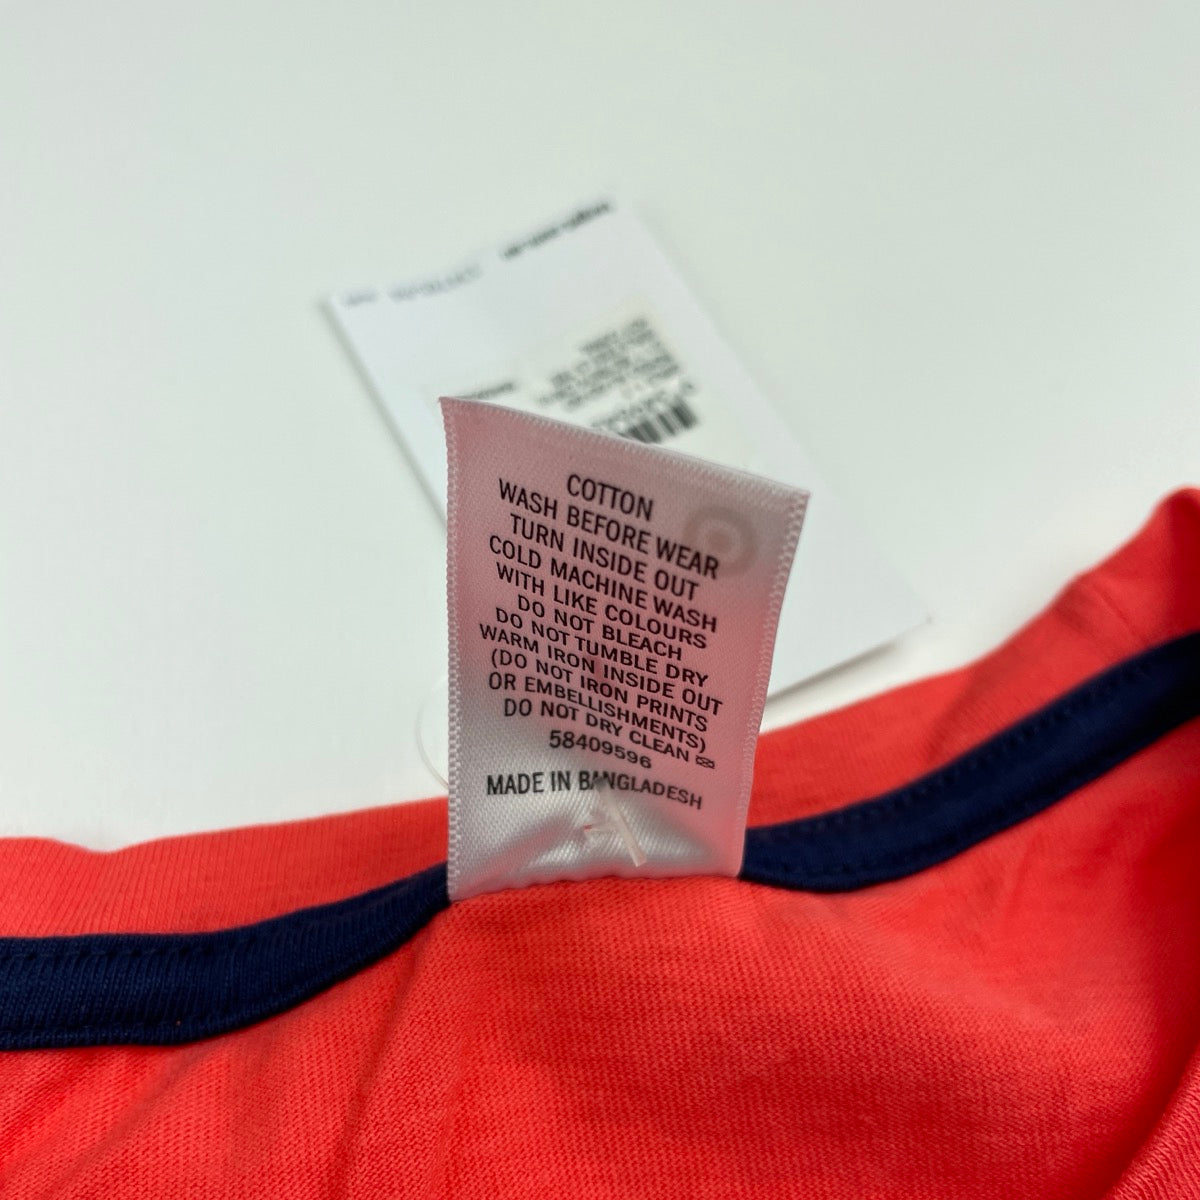 COTTON
WASH BEFORE WEAR
TURN INSIDE OUT
COLD MACHINE WASH
WITH LIKE COLOURS
DO NOT BLEACH
DO NOT TUMBLE DRY
WARM IRON INSIDE OUT
(DO NOT IRON PRINTS
OR EMBELLISHMENTS)
DO NOT DRY CLEAN
58409596
MADE IN BANGLADESH